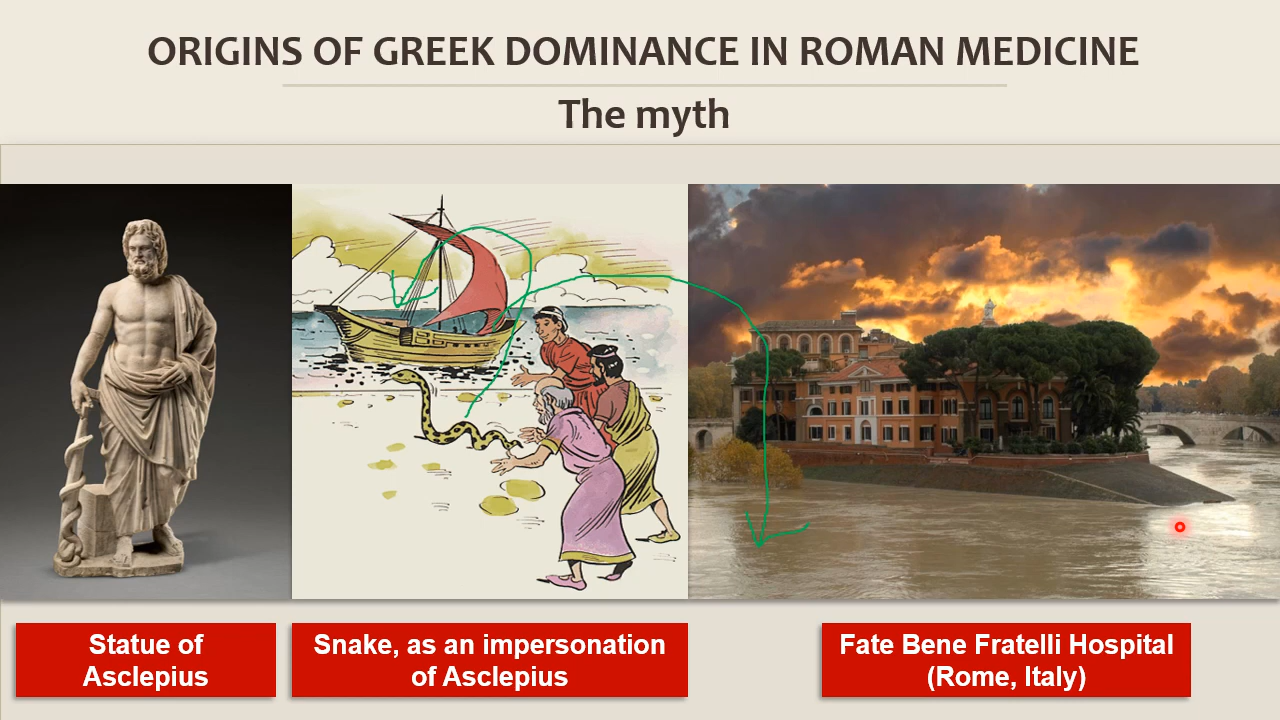 ORIGINS OF GREEK DOMINANCE IN ROMAN MEDICINE
The myth
Statue of
Asclepius
Snake, as an impersonation
of Asclepius
Fate Bene Fratelli Hospital
(Rome, Italy)